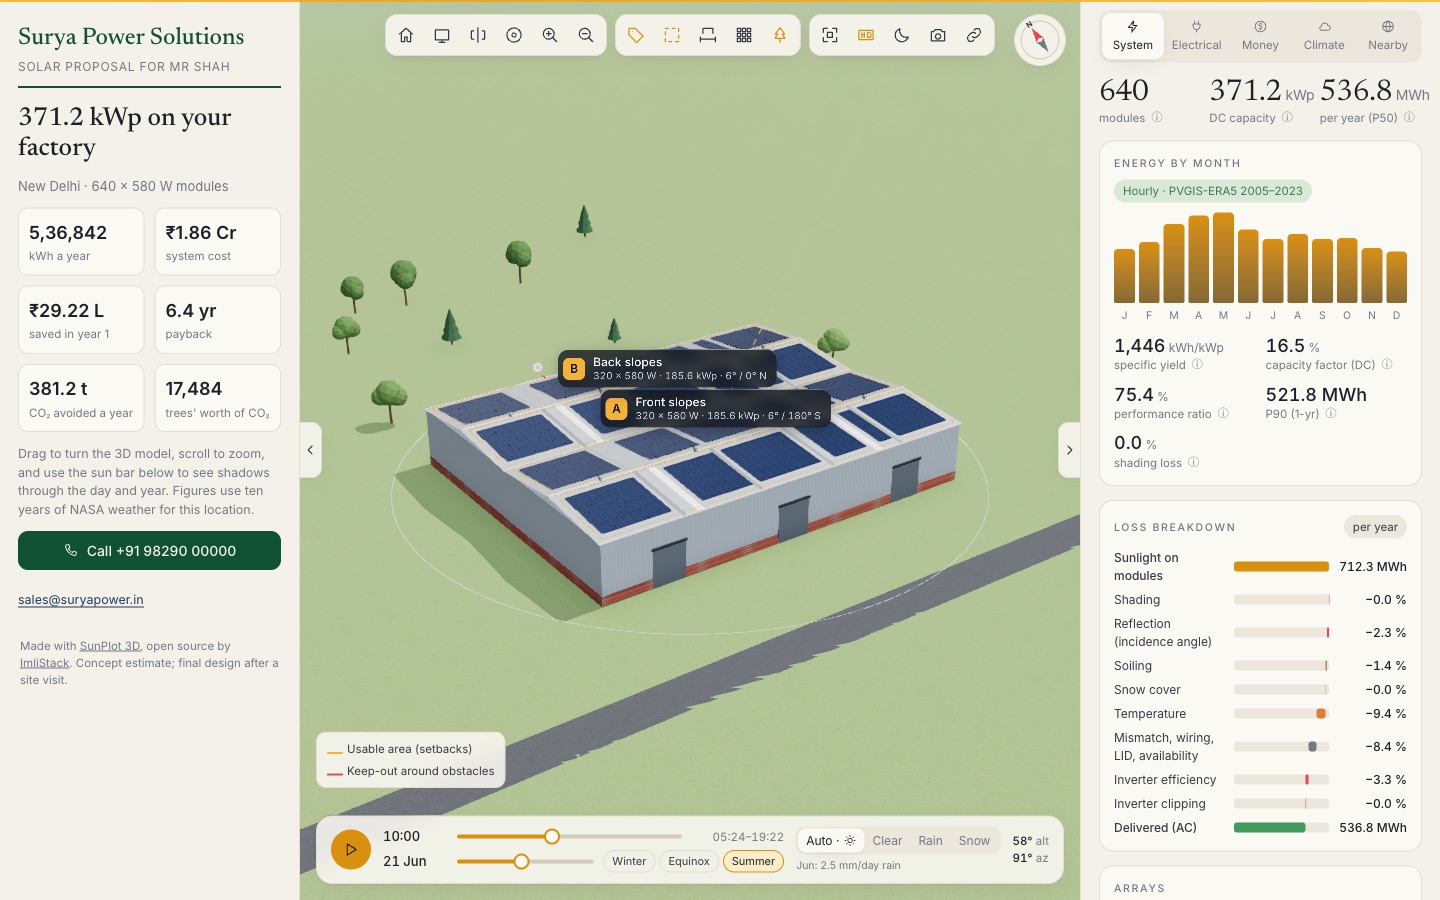 Surya Power Solutions
SOLAR PROPOSAL FOR MR SHAH
371.2 kWp on your
factory
New Delhi · 640 × 580 W modules
5,36,842
kWh a year
₹1.86 Cr
system cost
₹29.22 L
saved in year 1
6.4 yr
payback
381.2 t
CO₂ avoided a year
17,484
trees' worth of CO₂
Drag to turn the 3D model, scroll to zoom,
and use the sun bar below to see shadows
through the day and year. Figures use ten
years of NASA weather for this location.
Call +91 98290 00000
sales@suryapower.in
Made with SunPlot 3D, open source by
ImliStack. Concept estimate; final design after a
site visit.
HD
N
B
Back slopes
320 × 580 W · 185.6 kWp · 6° / 0° N
A
Front slopes
320 × 580 W · 185.6 kWp · 6° / 180° S
Usable area (setbacks)
Keep-out around obstacles
10:00
05:24–19:22
21 Jun
Winter
Equinox
Summer
Auto ·
Clear
Rain
Snow
Jun: 2.5 mm/day rain
58° alt
91° az
System
Electrical
Money
Climate
Nearby
640
modules
371.2 kWp
DC capacity
536.8 MWh
per year (P50)
ENERGY BY MONTH
Hourly · PVGIS-ERA5 2005–2023
J F M A M J J A S O N D
1,446 kWh/kWp
specific yield
16.5 %
capacity factor (DC)
75.4 %
performance ratio
521.8 MWh
P90 (1-yr)
0.0 %
shading loss
LOSS BREAKDOWN
per year
Sunlight on
modules
712.3 MWh
Shading −0.0 %
Reflection
(incidence angle)
−2.3 %
Soiling −1.4 %
Snow cover −0.0 %
Temperature −9.4 %
Mismatch, wiring,
LID, availability
−8.4 %
Inverter efficiency −3.3 %
Inverter clipping −0.0 %
Delivered (AC) 536.8 MWh
ARRAYS